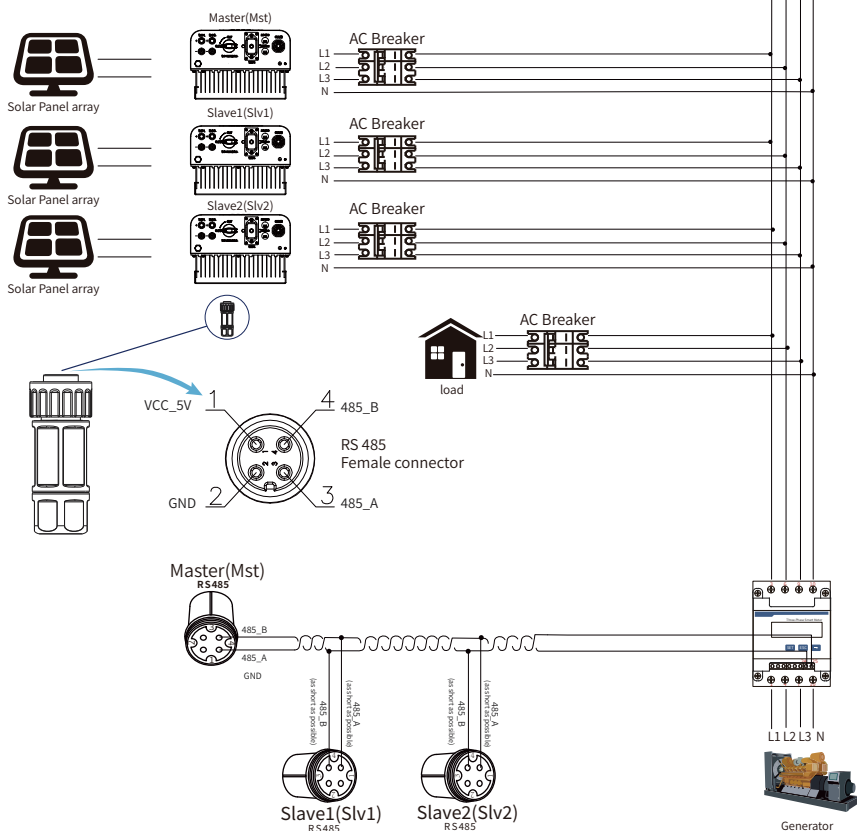 Master(Mst)
AC Breaker
L1
L2
L3
N
Solar Panel array
Slave1(Slv1)
AC Breaker
L1
L2
L3
N
Solar Panel array
Slave2(Slv2)
AC Breaker
L1
L2
L3
N
Solar Panel array
AC Breaker
L1
L2
L3
N
load
VCC_5V
1
4
485_B
RS 485
Female connector
GND
2
3
485_A
1
4
2
3
Master(Mst)
RS485
485_B
485_A
GND
485_B
(as short as possible)
485_A
(as short as possible)
485_B
(as short as possible)
485_A
(as short as possible)
Slave1(Slv1)
RS485
Slave2(Slv2)
RS485
L1 L2 L3 N
Generator